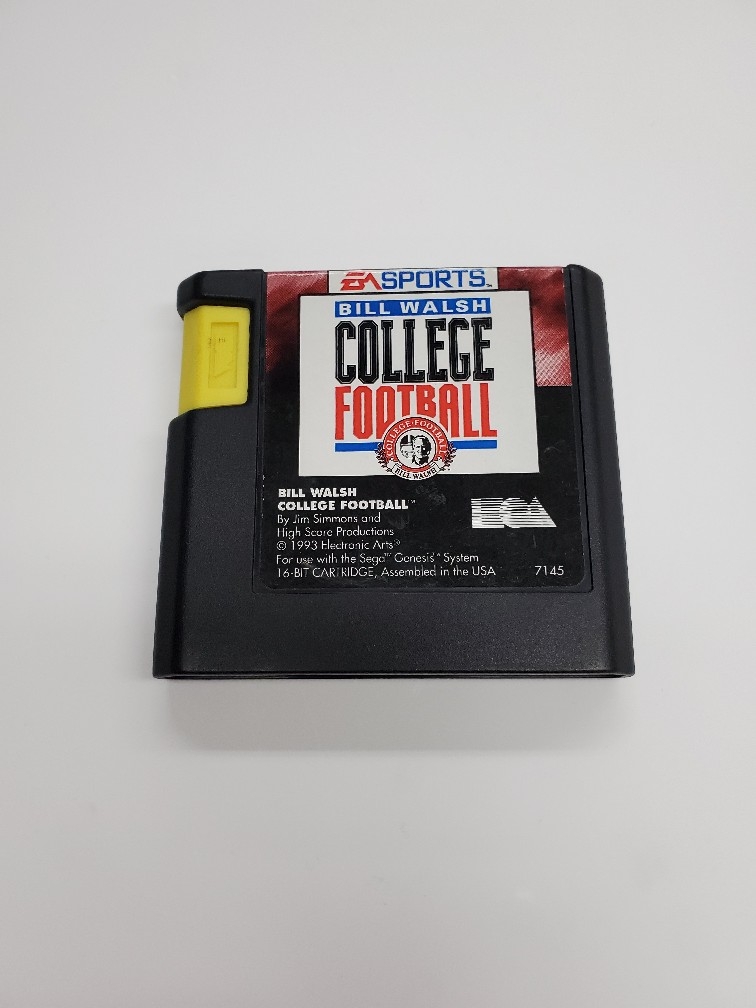 EA SPORTS™
BILL WALSH
COLLEGE
FOOTBALL
COLLEGE·FOOTBALL
BILL WALSH
BILL WALSH
COLLEGE FOOTBALL™
By Jim Simmons and
High Score Productions
© 1993 Electronic Arts®
For use with the Sega™ Genesis™ System
16-BIT CARTRIDGE, Assembled in the USA
7145